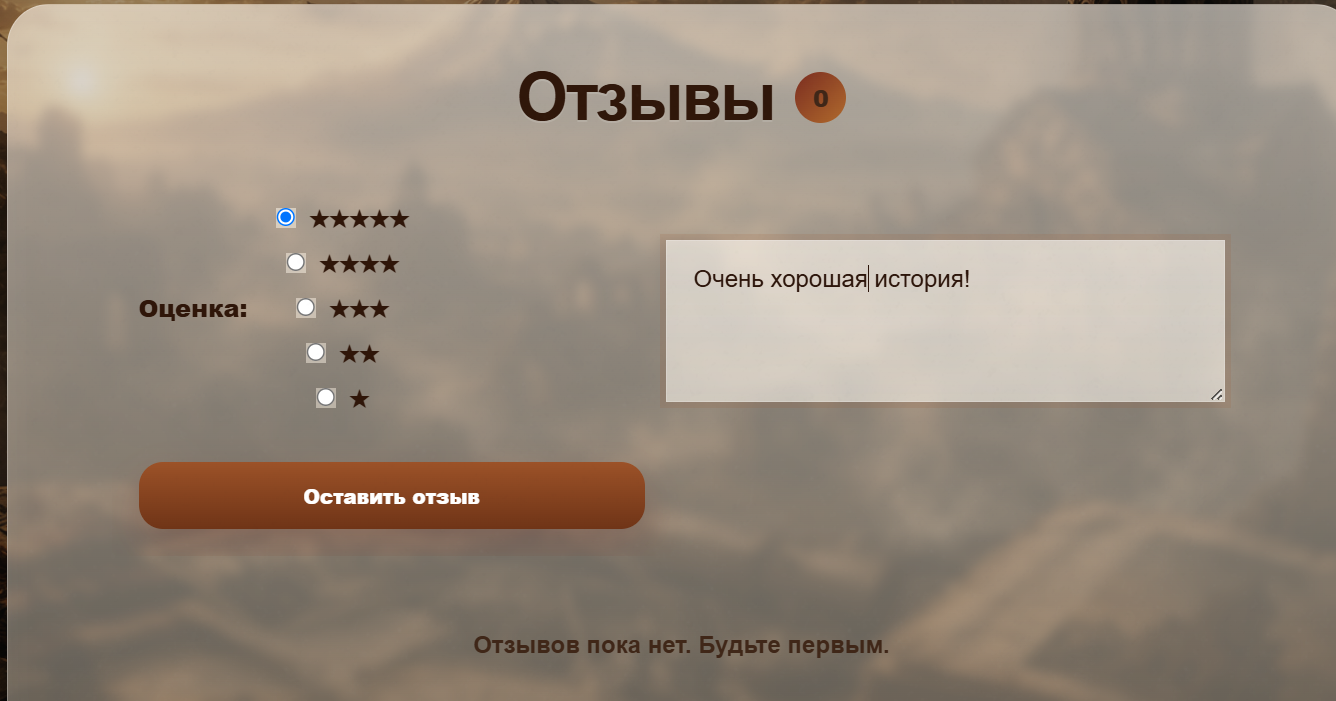 Отзывы 0
★★★★★
★★★★
Оценка: ★★★
★★
★
Очень хорошая история!
Оставить отзыв
Отзывов пока нет. Будьте первым.